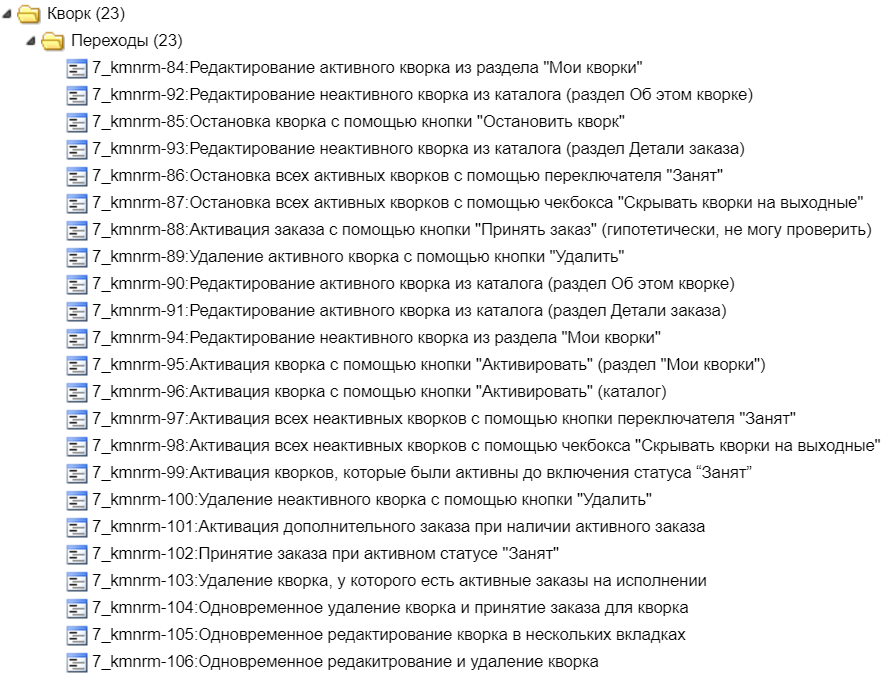 Кворк (23)
Переходы (23)
7_kmnrm-84:Редактирование активного кворка из раздела "Мои кворки"
7_kmnrm-92:Редактирование неактивного кворка из каталога (раздел Об этом кворке)
7_kmnrm-85:Остановка кворка с помощью кнопки "Остановить кворк"
7_kmnrm-93:Редактирование неактивного кворка из каталога (раздел Детали заказа)
7_kmnrm-86:Остановка всех активных кворков с помощью переключателя "Занят"
7_kmnrm-87:Остановка всех активных кворков с помощью чекбокса "Скрывать кворки на выходные"
7_kmnrm-88:Активация заказа с помощью кнопки "Принять заказ" (гипотетически, не могу проверить)
7_kmnrm-89:Удаление активного кворка с помощью кнопки "Удалить"
7_kmnrm-90:Редактирование активного кворка из каталога (раздел Об этом кворке)
7_kmnrm-91:Редактирование активного кворка из каталога (раздел Детали заказа)
7_kmnrm-94:Редактирование неактивного кворка из раздела "Мои кворки"
7_kmnrm-95:Активация кворка с помощью кнопки "Активировать" (раздел "Мои кворки")
7_kmnrm-96:Активация кворка с помощью кнопки "Активировать" (каталог)
7_kmnrm-97:Активация всех неактивных кворков с помощью кнопки переключателя "Занят"
7_kmnrm-98:Активация всех неактивных кворков с помощью чекбокса "Скрывать кворки на выходные"
7_kmnrm-99:Активация кворков, которые были активны до включения статуса “Занят”
7_kmnrm-100:Удаление неактивного кворка с помощью кнопки "Удалить"
7_kmnrm-101:Активация дополнительного заказа при наличии активного заказа
7_kmnrm-102:Принятие заказа при активном статусе "Занят"
7_kmnrm-103:Удаление кворка, у которого есть активные заказы на исполнении
7_kmnrm-104:Одновременное удаление кворка и принятие заказа для кворка
7_kmnrm-105:Одновременное редактирование кворка в нескольких вкладках
7_kmnrm-106:Одновременное редакитрование и удаление кворка